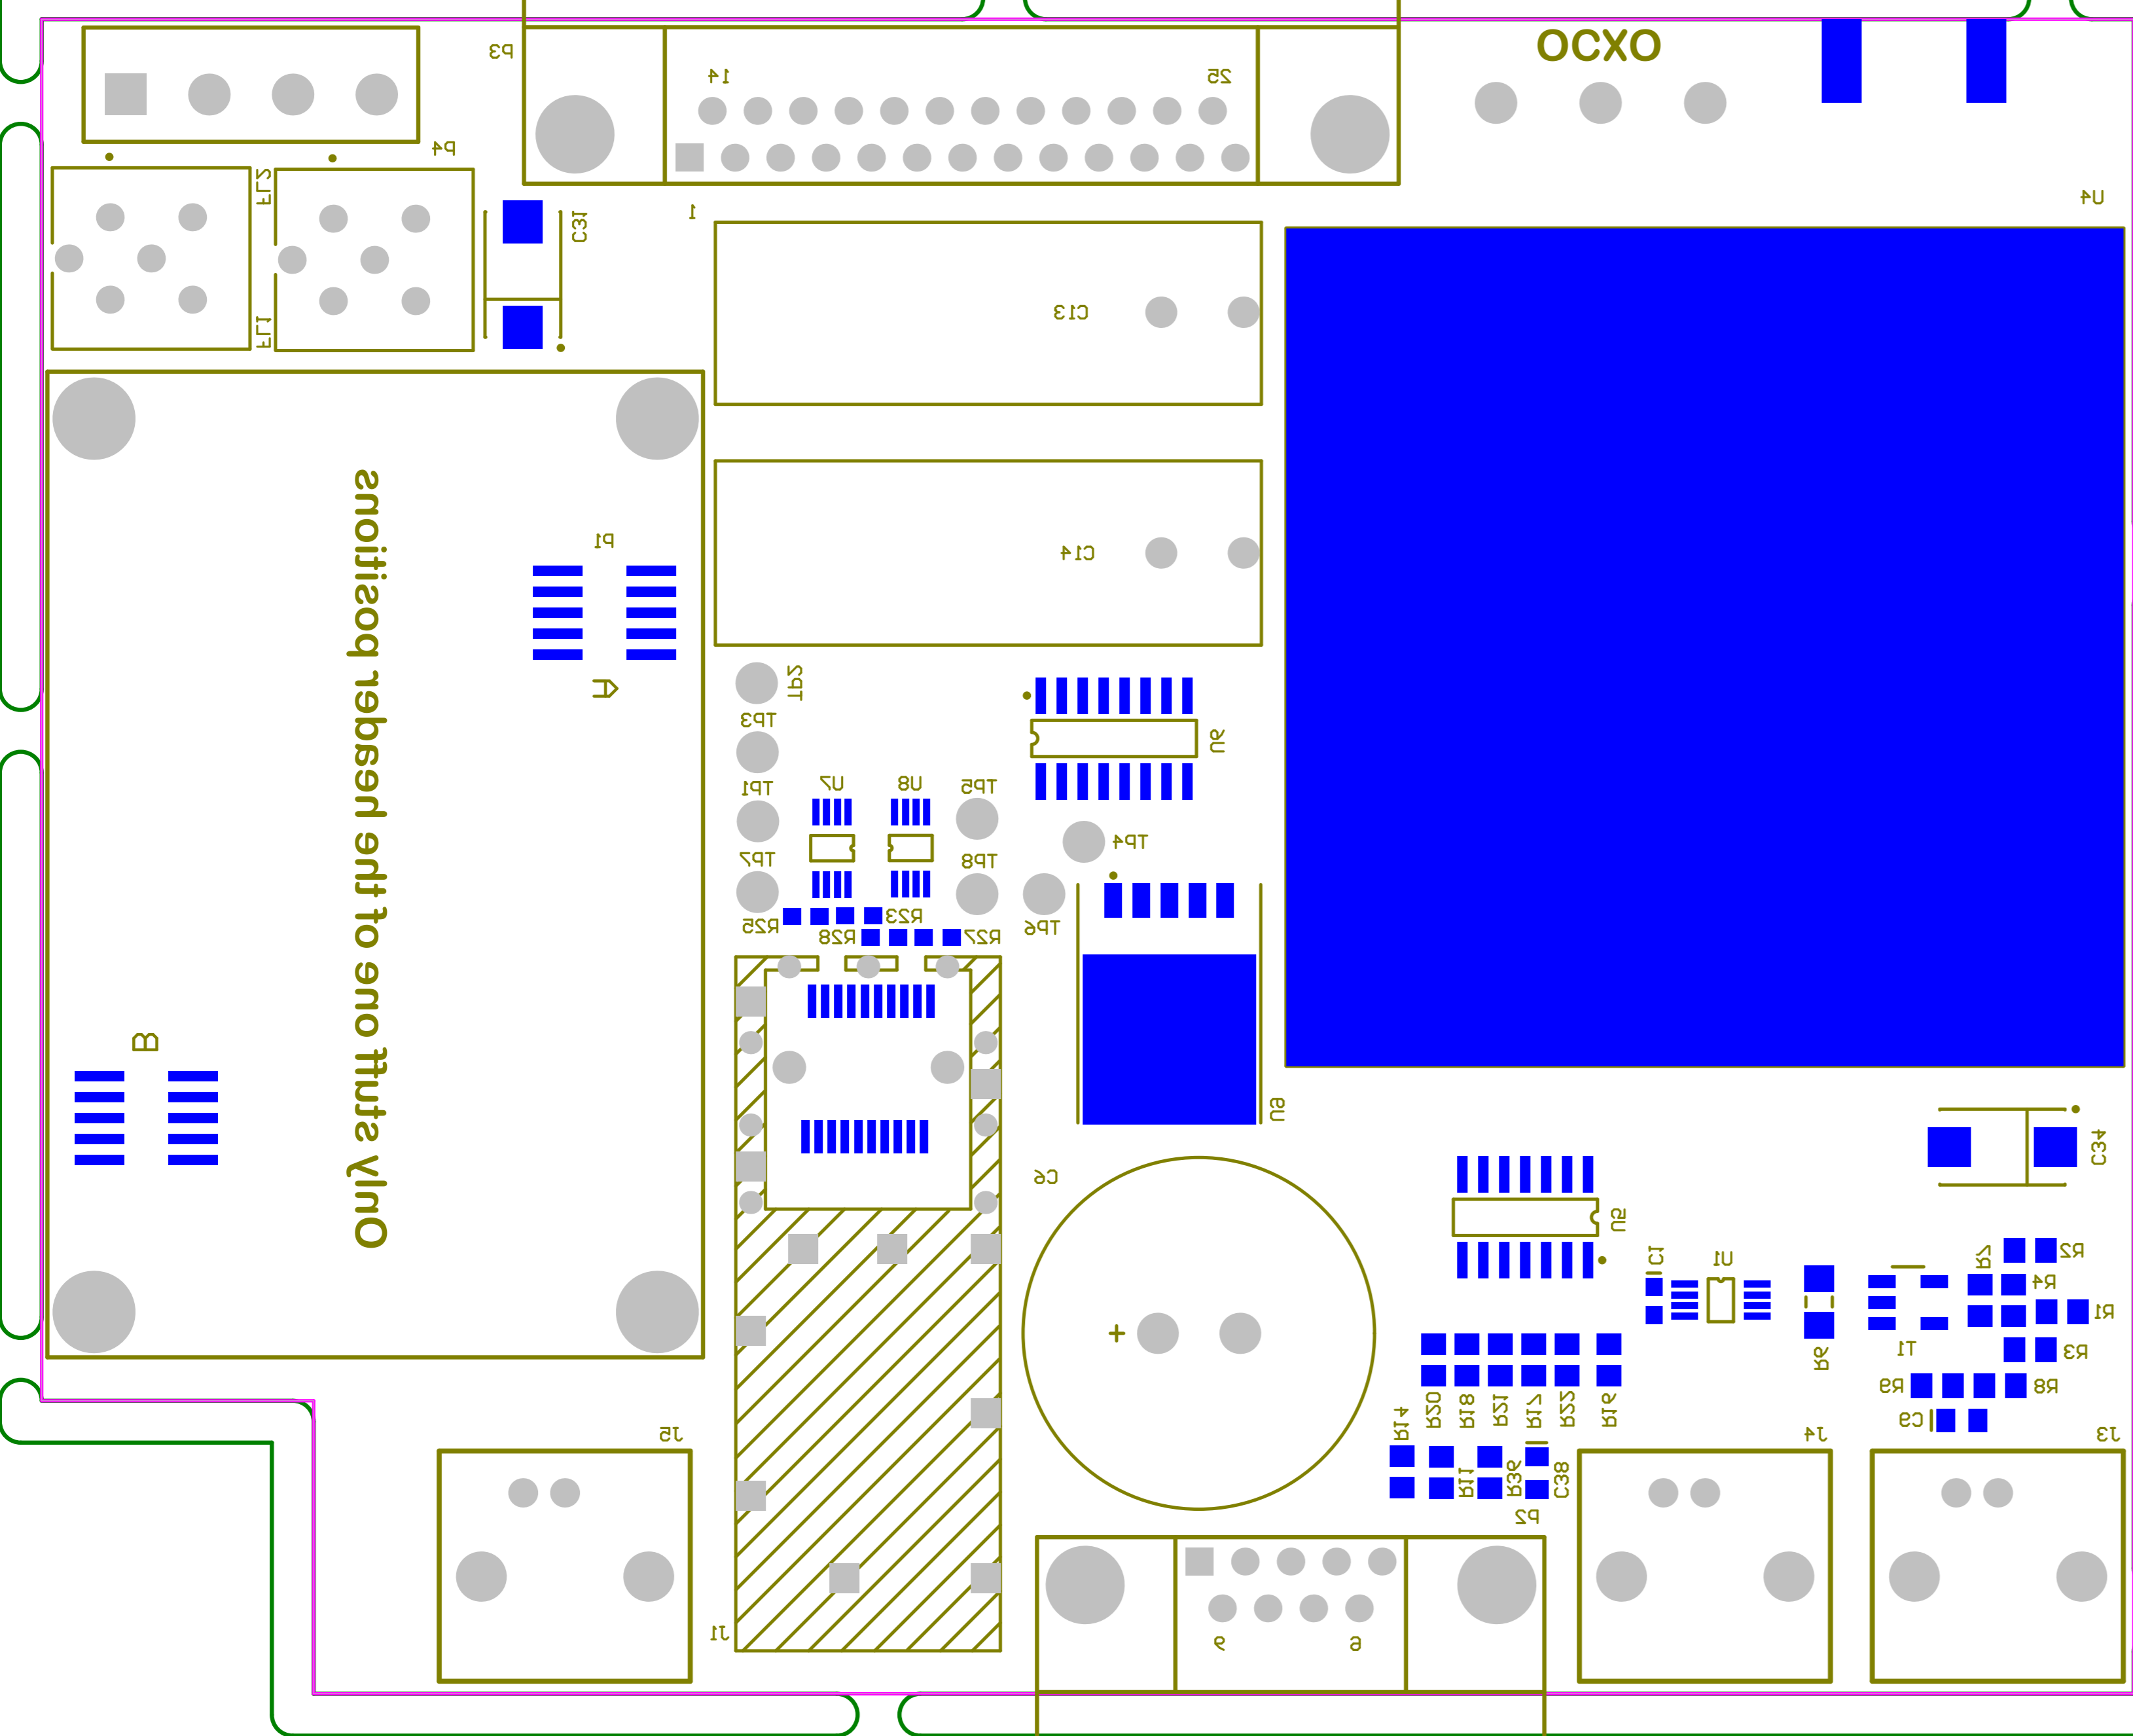 OCXO
P3
14
25
P4
FL2
C31
1
U4
C13
FL1
Only stuff one of the header positions
P1
C14
A
TP2
TP3
U6
U7
U8
TP5
TP1
TP4
TP7
TP8
R25
R23
TP6
R28
R27
B
U9
C34
C6
U5
C1
U1
R7
R2
R4
R1
T1
R3
R6
R9
R8
C9
R14
R20
R18
R21
R17
R22
R16
J5
J4
J3
R11
R36
C38
P2
J1
6
9
+